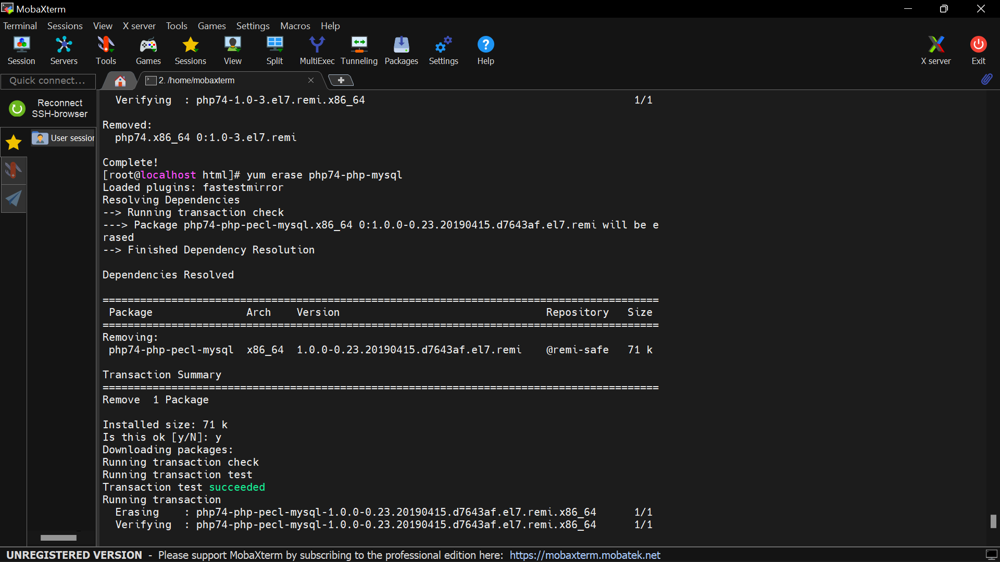 MobaXterm
Terminal Sessions View X server Tools Games Settings Macros Help
Session Servers Tools Games Sessions View Split MultiExec Tunneling Packages Settings Help X server Exit
Quick connect...
2. /home/mobaxterm
Reconnect
SSH-browser
User session
  Verifying  : php74-1.0-3.el7.remi.x86_64                                           1/1
Removed:
  php74.x86_64 0:1.0-3.el7.remi
Complete!
[root@localhost html]# yum erase php74-php-mysql
Loaded plugins: fastestmirror
Resolving Dependencies
--> Running transaction check
---> Package php74-php-pecl-mysql.x86_64 0:1.0.0-0.23.20190415.d7643af.el7.remi will be e
rased
--> Finished Dependency Resolution
Dependencies Resolved
=========================================================================================
 Package               Arch    Version                                 Repository   Size
=========================================================================================
Removing:
 php74-php-pecl-mysql  x86_64  1.0.0-0.23.20190415.d7643af.el7.remi    @remi-safe   71 k
Transaction Summary
=========================================================================================
Remove  1 Package
Installed size: 71 k
Is this ok [y/N]: y
Downloading packages:
Running transaction check
Running transaction test
Transaction test succeeded
Running transaction
  Erasing    : php74-php-pecl-mysql-1.0.0-0.23.20190415.d7643af.el7.remi.x86_64      1/1
  Verifying  : php74-php-pecl-mysql-1.0.0-0.23.20190415.d7643af.el7.remi.x86_64      1/1
UNREGISTERED VERSION - Please support MobaXterm by subscribing to the professional edition here: https://mobaxterm.mobatek.net